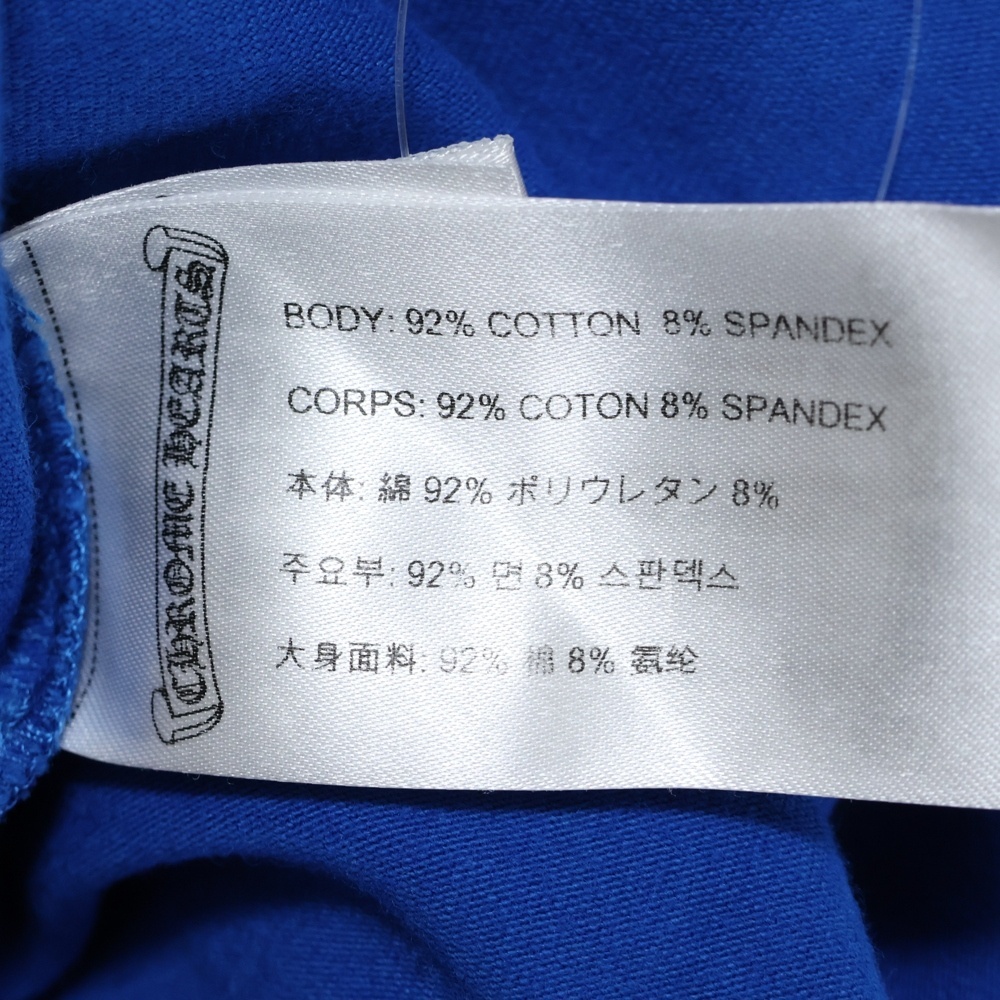 CHROME HEARTS
BODY: 92% COTTON 8% SPANDEX
CORPS: 92% COTON 8% SPANDEX
本体: 綿 92% ポリウレタン 8%
주요부: 92% 면 8% 스판덱스
大身面料: 92% 棉 8% 氨纶